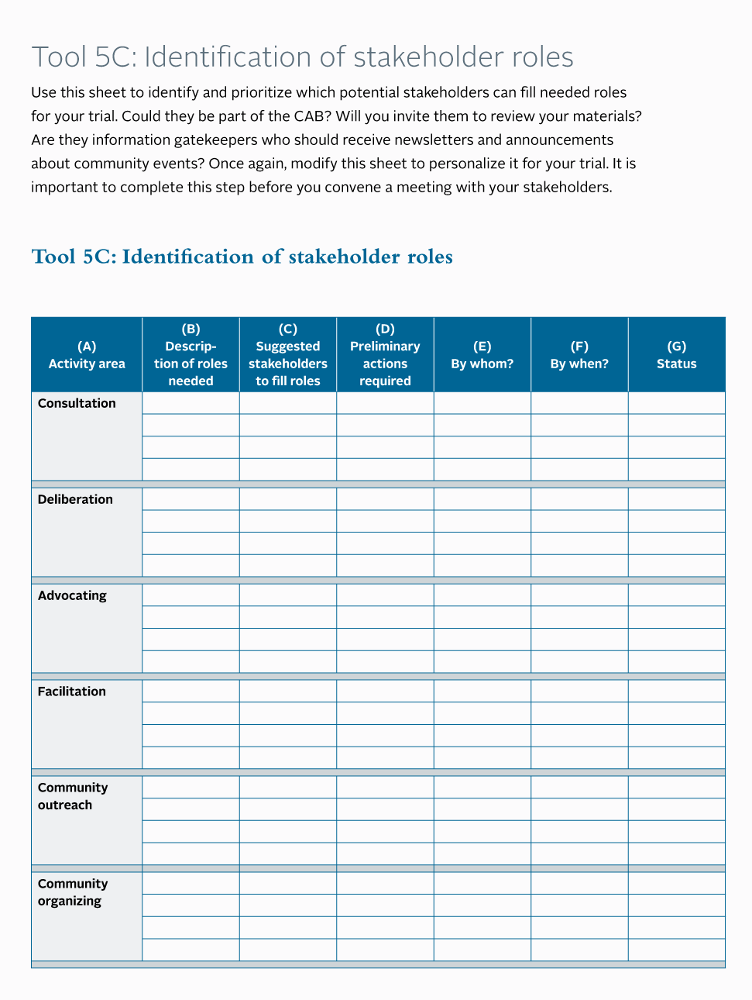 Tool 5C: Identification of stakeholder roles
Use this sheet to identify and prioritize which potential stakeholders can fill needed roles
for your trial. Could they be part of the CAB? Will you invite them to review your materials?
Are they information gatekeepers who should receive newsletters and announcements
about community events? Once again, modify this sheet to personalize it for your trial. It is
important to complete this step before you convene a meeting with your stakeholders.
Tool 5C: Identification of stakeholder roles
(A)
Activity area
(B)
Descrip-
tion of roles
needed
(C)
Suggested
stakeholders
to fill roles
(D)
Preliminary
actions
required
(E)
By whom?
(F)
By when?
(G)
Status
Consultation
Deliberation
Advocating
Facilitation
Community
outreach
Community
organizing